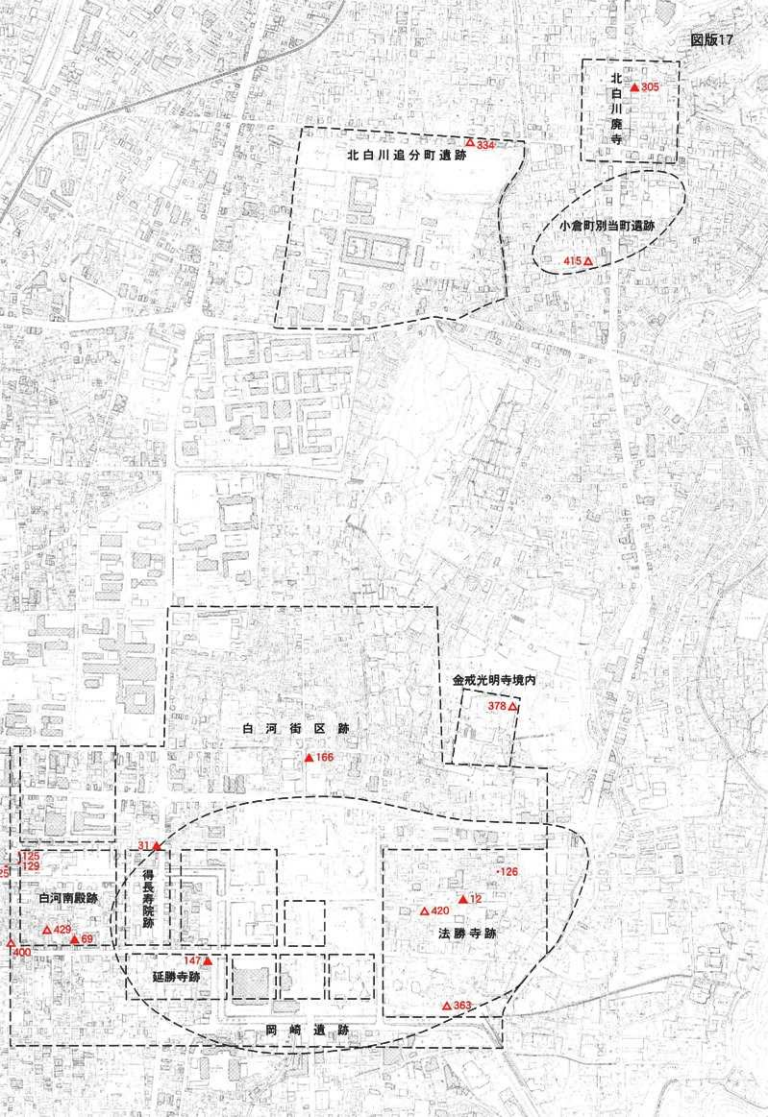 図版17
北白川廃寺
▲305
北白川追分町遺跡
△334
小倉町別当町遺跡
415△
金戒光明寺境内
378△
白河街区跡
▲166
31▲
125
129
25
得長寿院跡
・126
白河南殿跡
▲12
△420
△429
▲69
法勝寺跡
△400
147▲
延勝寺跡
△363
岡崎遺跡